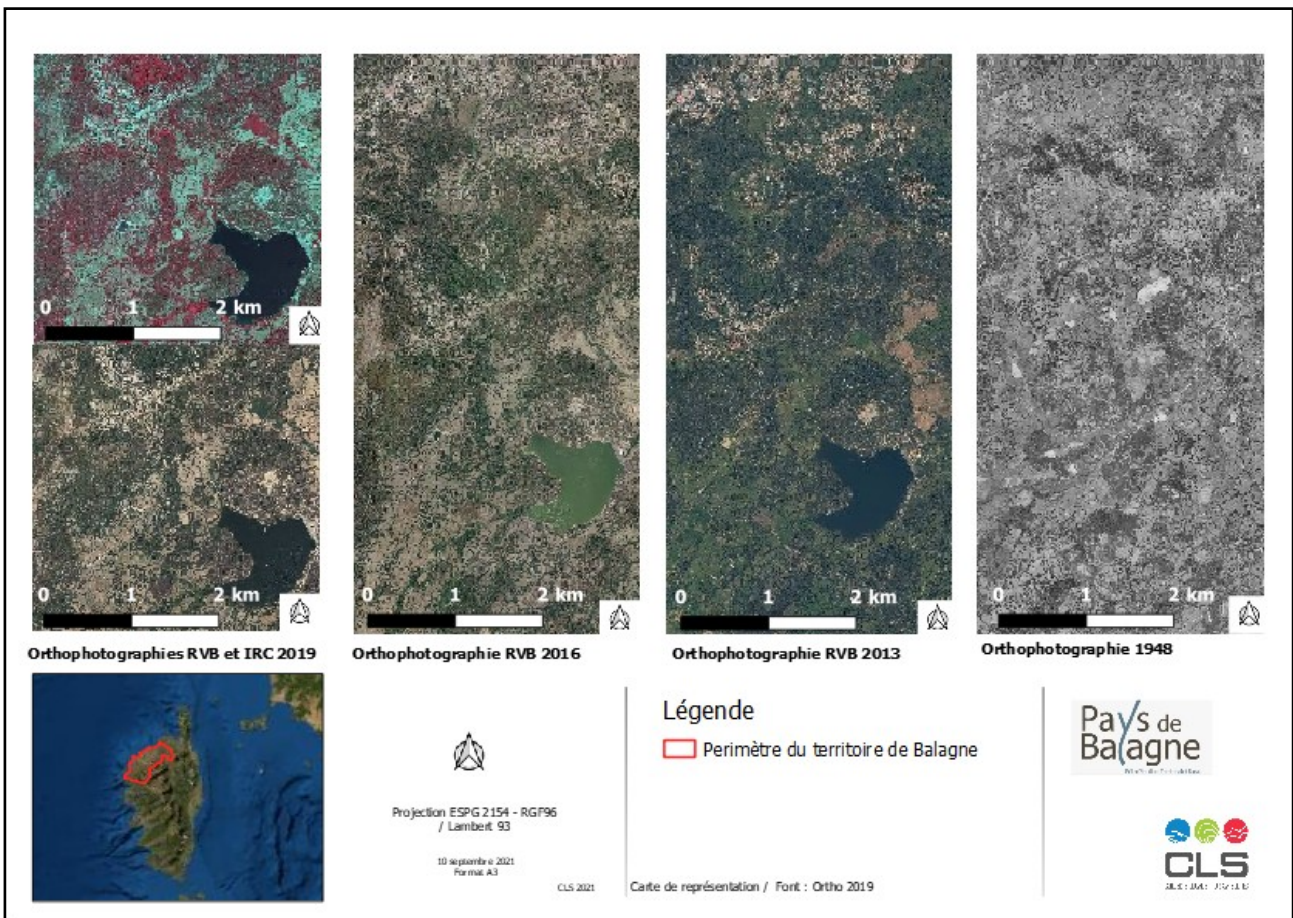 0 1 2 km
0 1 2 km
0 1 2 km
0 1 2 km
0 1 2 km
Orthophotographies RVB et IRC 2019
Orthophotographie RVB 2016
Orthophotographie RVB 2013
Orthophotographie 1948
Projection ESPG 2154 - RGF96
/ Lambert 93
10 septembre 2021
Format A3
CLS 2021
Légende
Perimètre du territoire de Balagne
Carte de représentation / Font : Ortho 2019
Pays de
Balagne
CLS